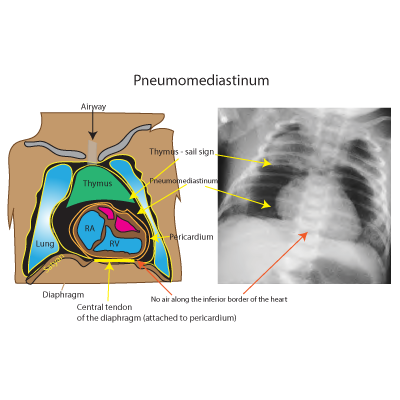 Pneumomediastinum
Airway
Thymus - sail sign
Thymus
Pneumomediastinum
RA
Pericardium
Lung
RV
Diaphragm
No air along the inferior border of the heart
Central tendon
of the diaphragm (attached to pericardium)